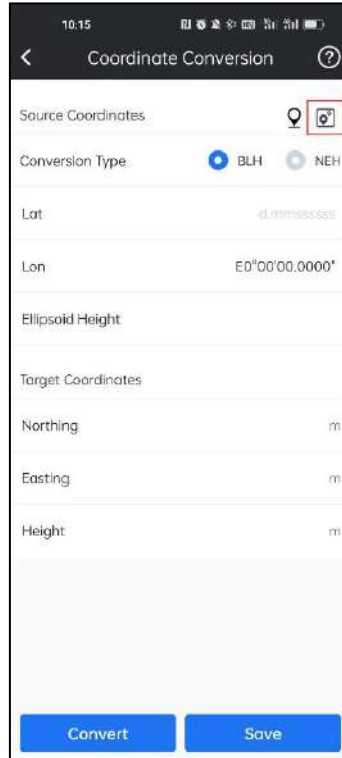 10.15
Coordinate Conversion
Source Coordinates
Conversion Type BLH NEH
Lat d.mmssssss
Lon E0°00'00.0000"
Ellipsoid Height
Target Coordinates
Northing m
Easting m
Height m
Convert Save